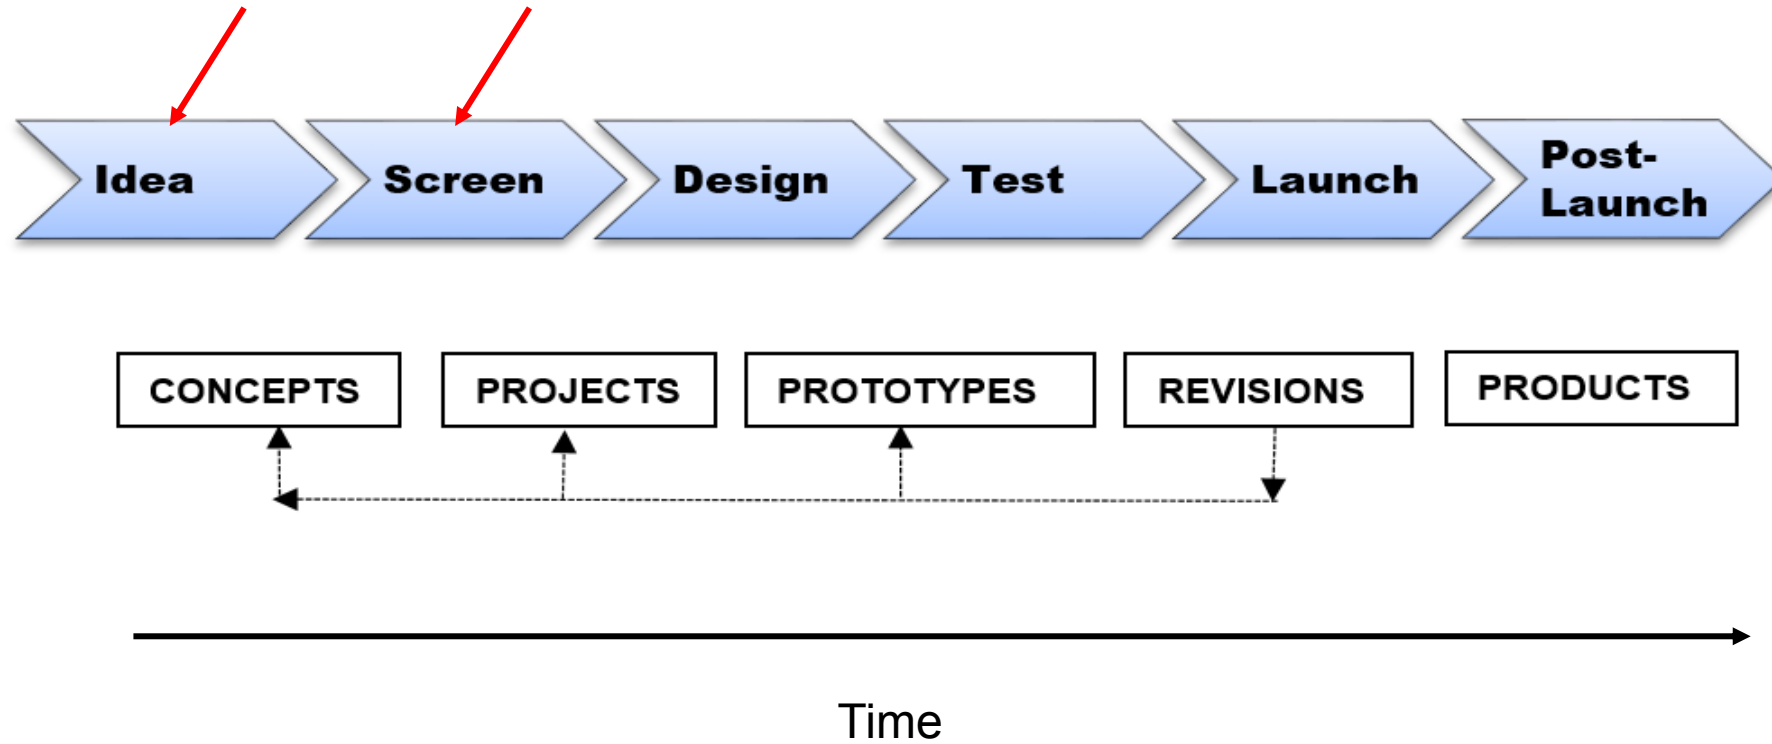 Idea
Screen
Design
Test
Launch
Post-
Launch
CONCEPTS
PROJECTS
PROTOTYPES
REVISIONS
PRODUCTS
Time